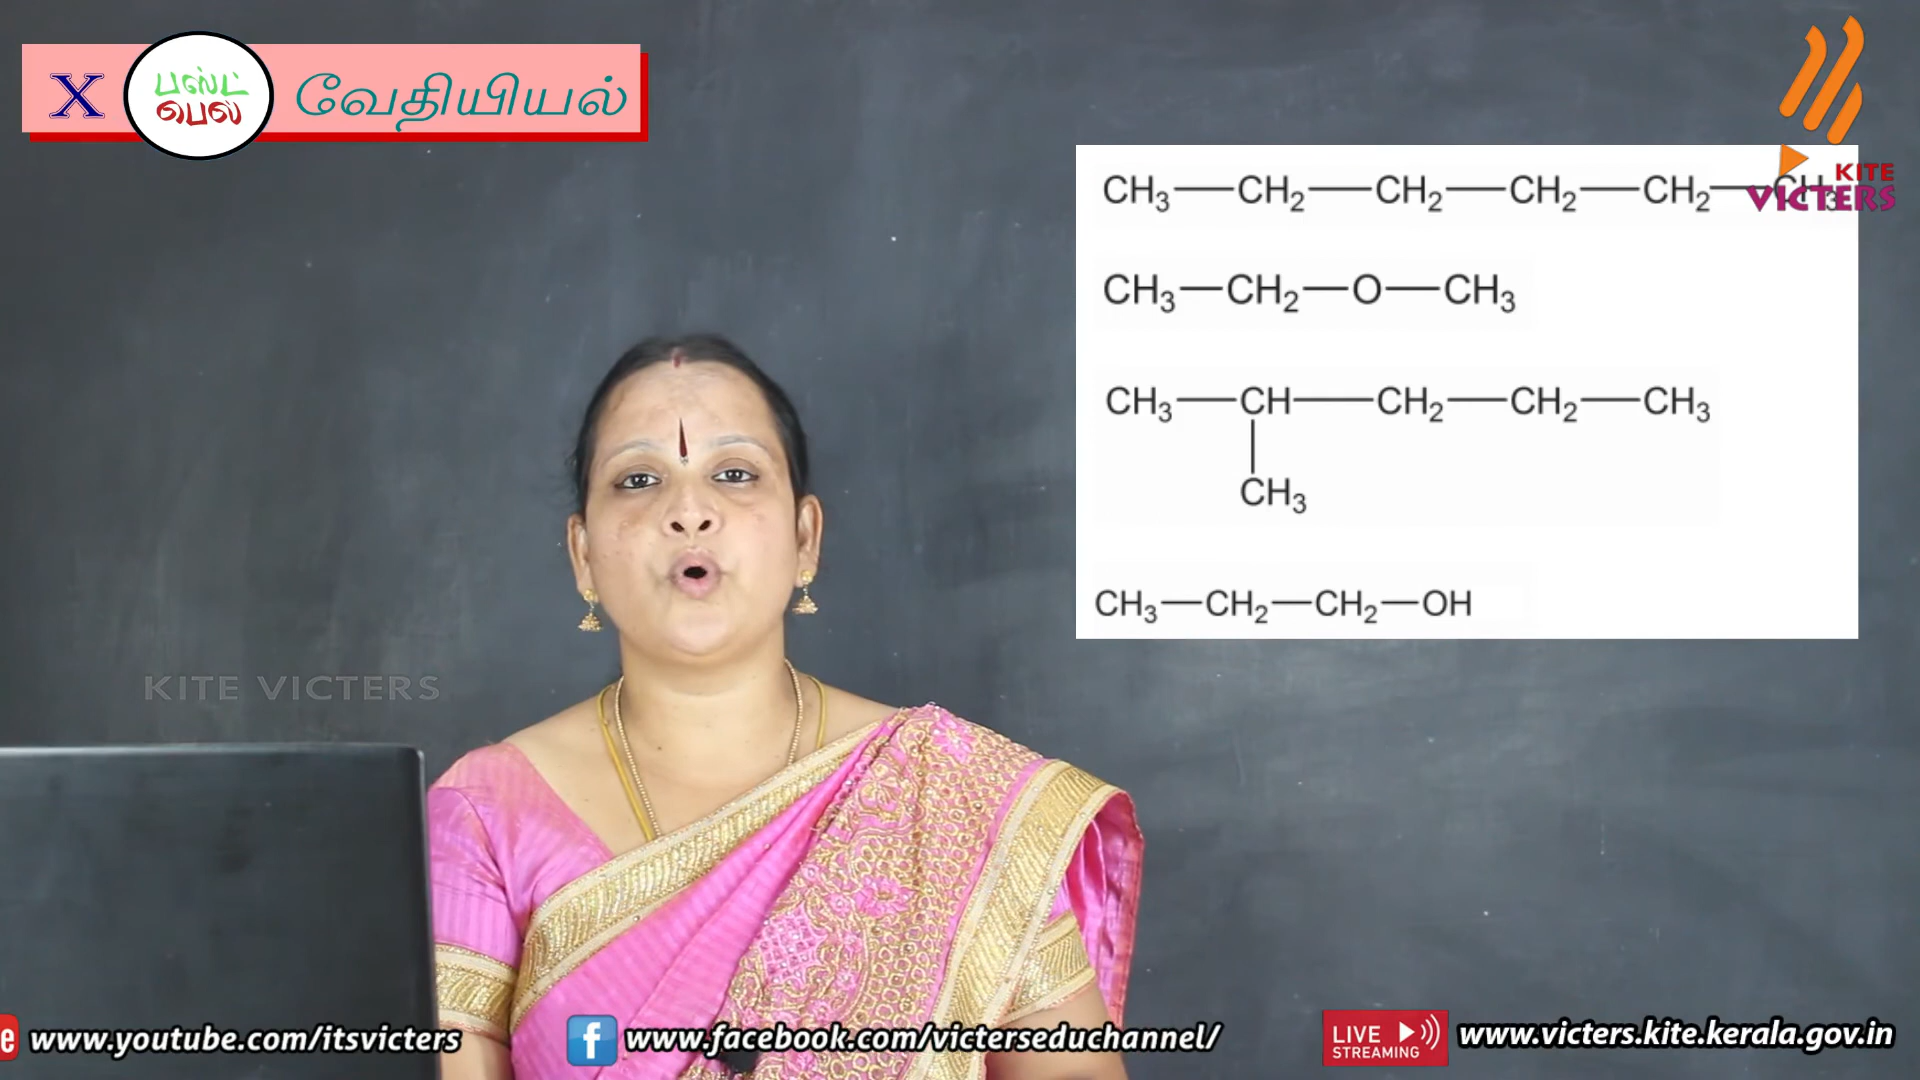 X பஸ்ட் பெல் வேதியியல்
KITE VICTERS
CH3—CH2—CH2—CH2—CH2—CH3
CH3—CH2—O—CH3
CH3—CH—CH2—CH2—CH3
CH3
CH3—CH2—CH2—OH
KITE VICTERS
www.youtube.com/itsvicters
www.facebook.com/victerseduchannel/
LIVE STREAMING
www.victers.kite.kerala.gov.in